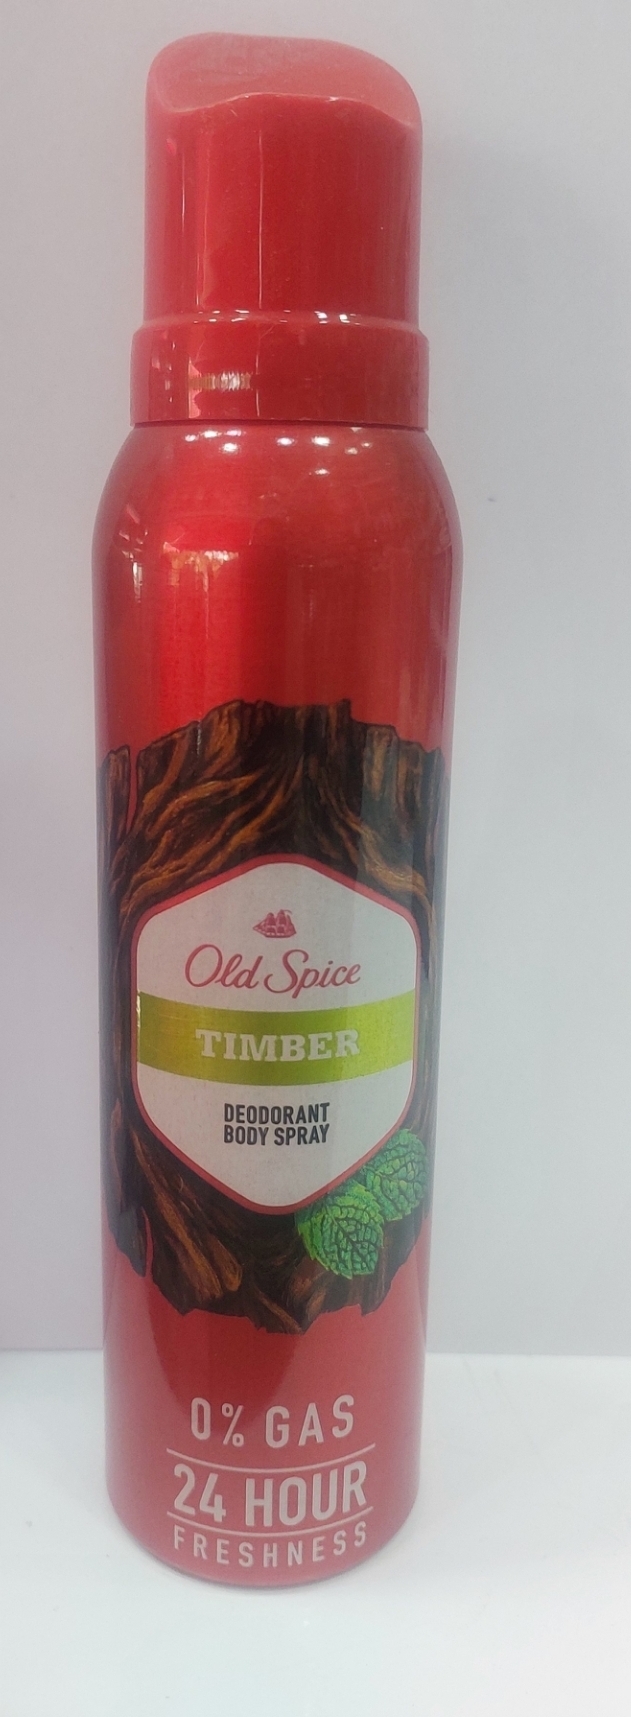 Old Spice
TIMBER
DEODORANT
BODY SPRAY
0% GAS
24 HOUR
FRESHNESS